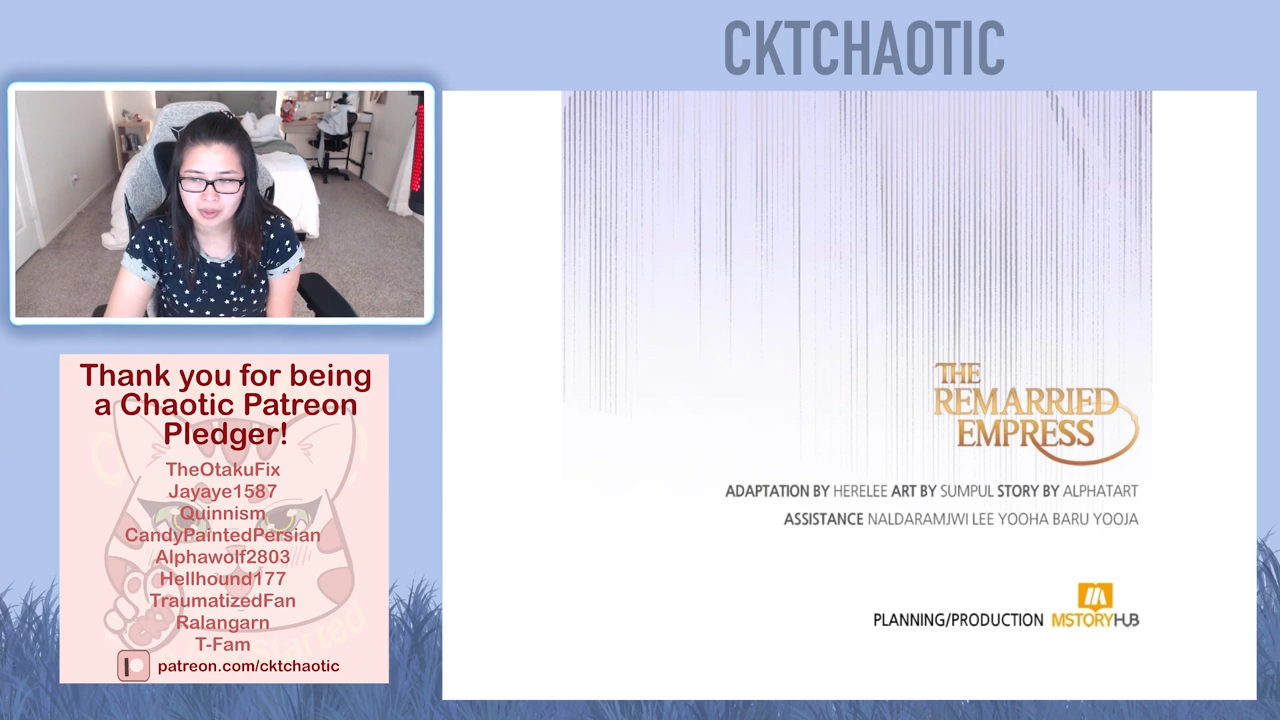 CKTCHAOTIC
Thank you for being
a Chaotic Patreon
Pledger!
TheOtakuFix
Jayaye1587
Quinnism
CandyPaintedPersian
Alphawolf2803
Hellhound177
TraumatizedFan
Ralangarn
T-Fam
patreon.com/cktchaotic
THE
REMARRIED
EMPRESS
ADAPTATION BY HERELEE ART BY SUMPUL STORY BY ALPHATART
ASSISTANCE NALDARAMJWI LEE YOOHA BARU YOOJA
PLANNING/PRODUCTION MSTORYHUB